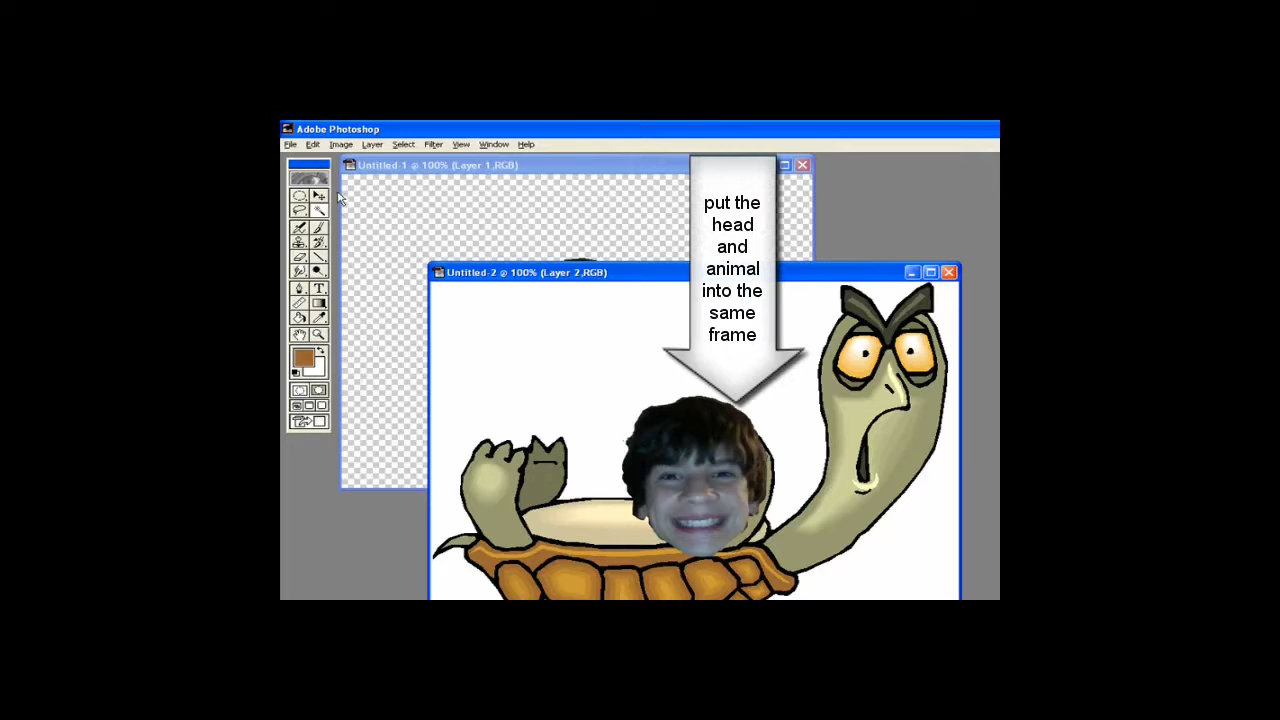 Adobe Photoshop
File Edit Image Layer Select Filter View Window Help
Untitled-1 @ 100% (Layer 1,RGB)
put the
head
and
animal
into the
same
frame
Untitled-2 @ 100% (Layer 2,RGB)
T